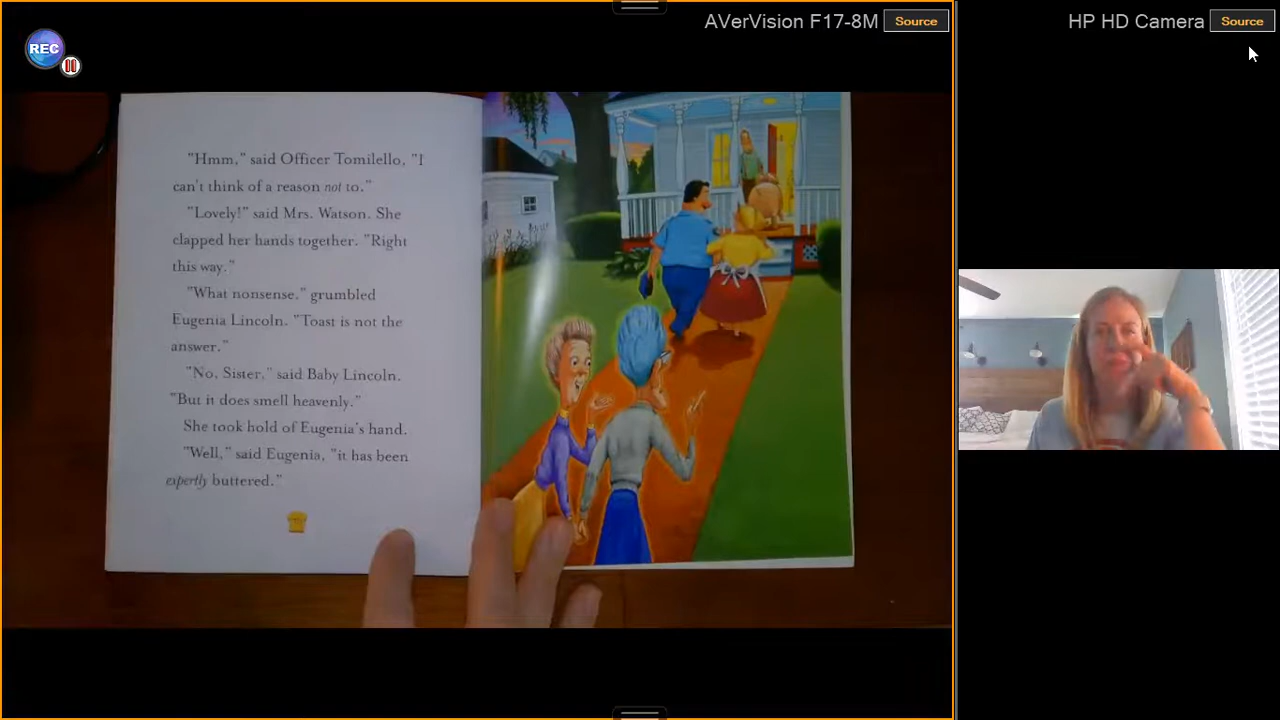 AVerVision F17-8M
Source
HP HD Camera
Source
REC
"Hmm," said Officer Tomilello, "I
can't think of a reason not to."
"Lovely!" said Mrs. Watson. She
clapped her hands together. "Right
this way."
"What nonsense," grumbled
Eugenia Lincoln. "Toast is not the
answer."
"No, Sister," said Baby Lincoln.
"But it does smell heavenly."
She took hold of Eugenia's hand.
"Well," said Eugenia, "it has been
expertly buttered."